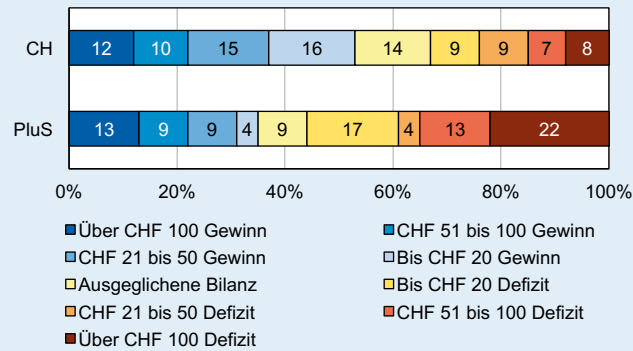 CH 12 10 15 16 14 9 9 7 8
PluS 13 9 9 4 9 17 4 13 22
0% 20% 40% 60% 80% 100%
Über CHF 100 Gewinn CHF 51 bis 100 Gewinn
CHF 21 bis 50 Gewinn Bis CHF 20 Gewinn
Ausgeglichene Bilanz Bis CHF 20 Defizit
CHF 21 bis 50 Defizit CHF 51 bis 100 Defizit
Über CHF 100 Defizit